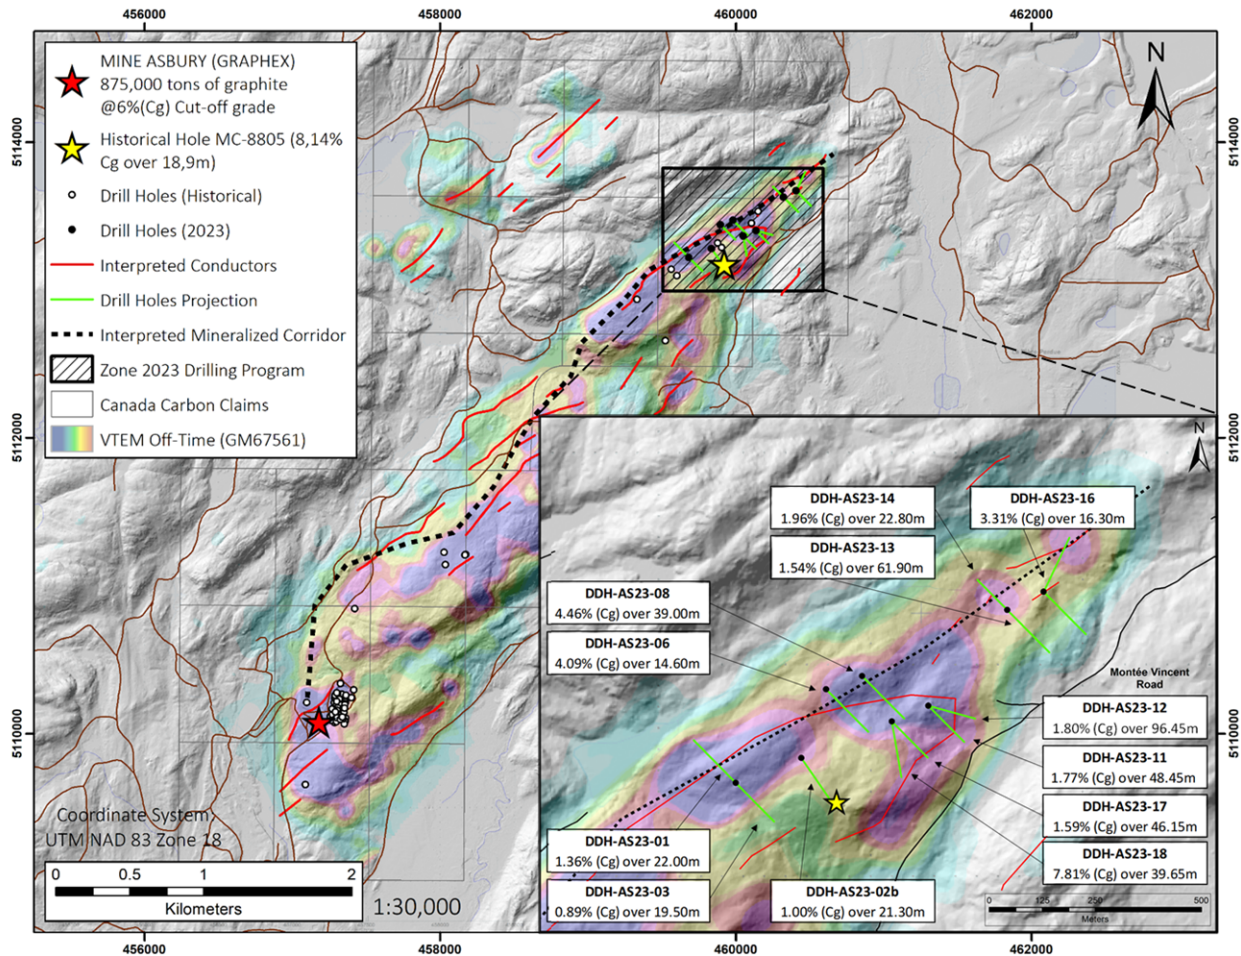 456000
458000
460000
462000
MINE ASBURY (GRAPHEX)
875,000 tons of graphite
@6%(Cg) Cut-off grade
Historical Hole MC-8805 (8,14%
Cg over 18,9m)
Drill Holes (Historical)
Drill Holes (2023)
Interpreted Conductors
Drill Holes Projection
Interpreted Mineralized Corridor
Zone 2023 Drilling Program
Canada Carbon Claims
VTEM Off-Time (GM67561)
N
5114000
5114000
5112000
5112000
5110000
5110000
N
DDH-AS23-14
1.96% (Cg) over 22.80m
DDH-AS23-16
3.31% (Cg) over 16.30m
DDH-AS23-13
1.54% (Cg) over 61.90m
DDH-AS23-08
4.46% (Cg) over 39.00m
DDH-AS23-06
4.09% (Cg) over 14.60m
Montée Vincent
Road
DDH-AS23-12
1.80% (Cg) over 96.45m
DDH-AS23-11
1.77% (Cg) over 48.45m
DDH-AS23-17
1.59% (Cg) over 46.15m
DDH-AS23-18
7.81% (Cg) over 39.65m
DDH-AS23-01
1.36% (Cg) over 22.00m
DDH-AS23-03
0.89% (Cg) over 19.50m
DDH-AS23-02b
1.00% (Cg) over 21.30m
0 125 250 500
Meters
Coordinate System:
UTM NAD 83 Zone 18
0 0.5 1 2
Kilometers
1:30,000
456000
458000
460000
462000